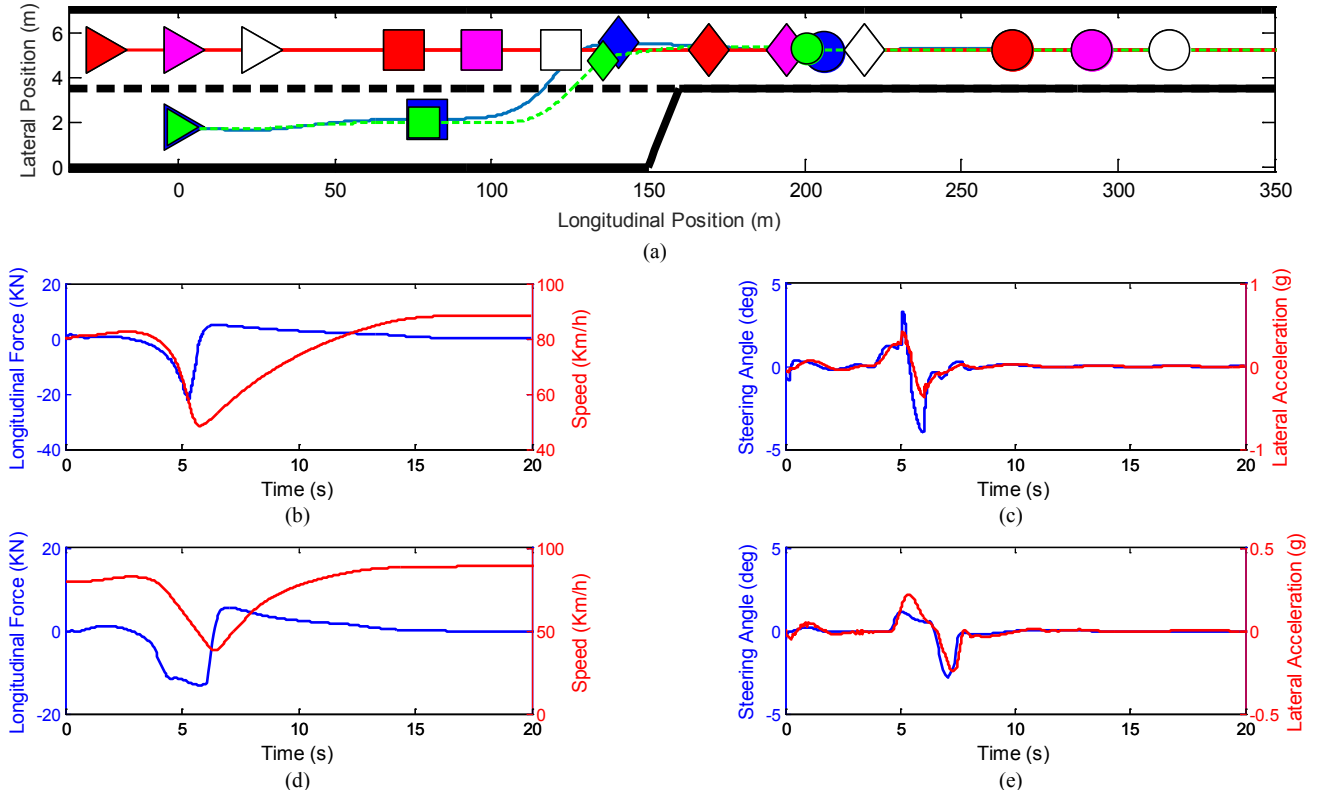 Lateral Position (m)
6
4
2
0
0 50 100 150 200 250 300 350
Longitudinal Position (m)
(a)
Longitudinal Force (KN)
20
0
-20
-40
100
80
60
40
Speed (Km/h)
0 5 10 15 20
Time (s)
(b)
Steering Angle (deg)
5
0
-5
1
0
-1
Lateral Acceleration (g)
0 5 10 15 20
Time (s)
(c)
Longitudinal Force (KN)
20
0
-20
100
50
0
Speed (Km/h)
0 5 10 15 20
Time (s)
(d)
Steering Angle (deg)
5
0
-5
0.5
0
-0.5
Lateral Acceleration (g)
0 5 10 15 20
Time (s)
(e)